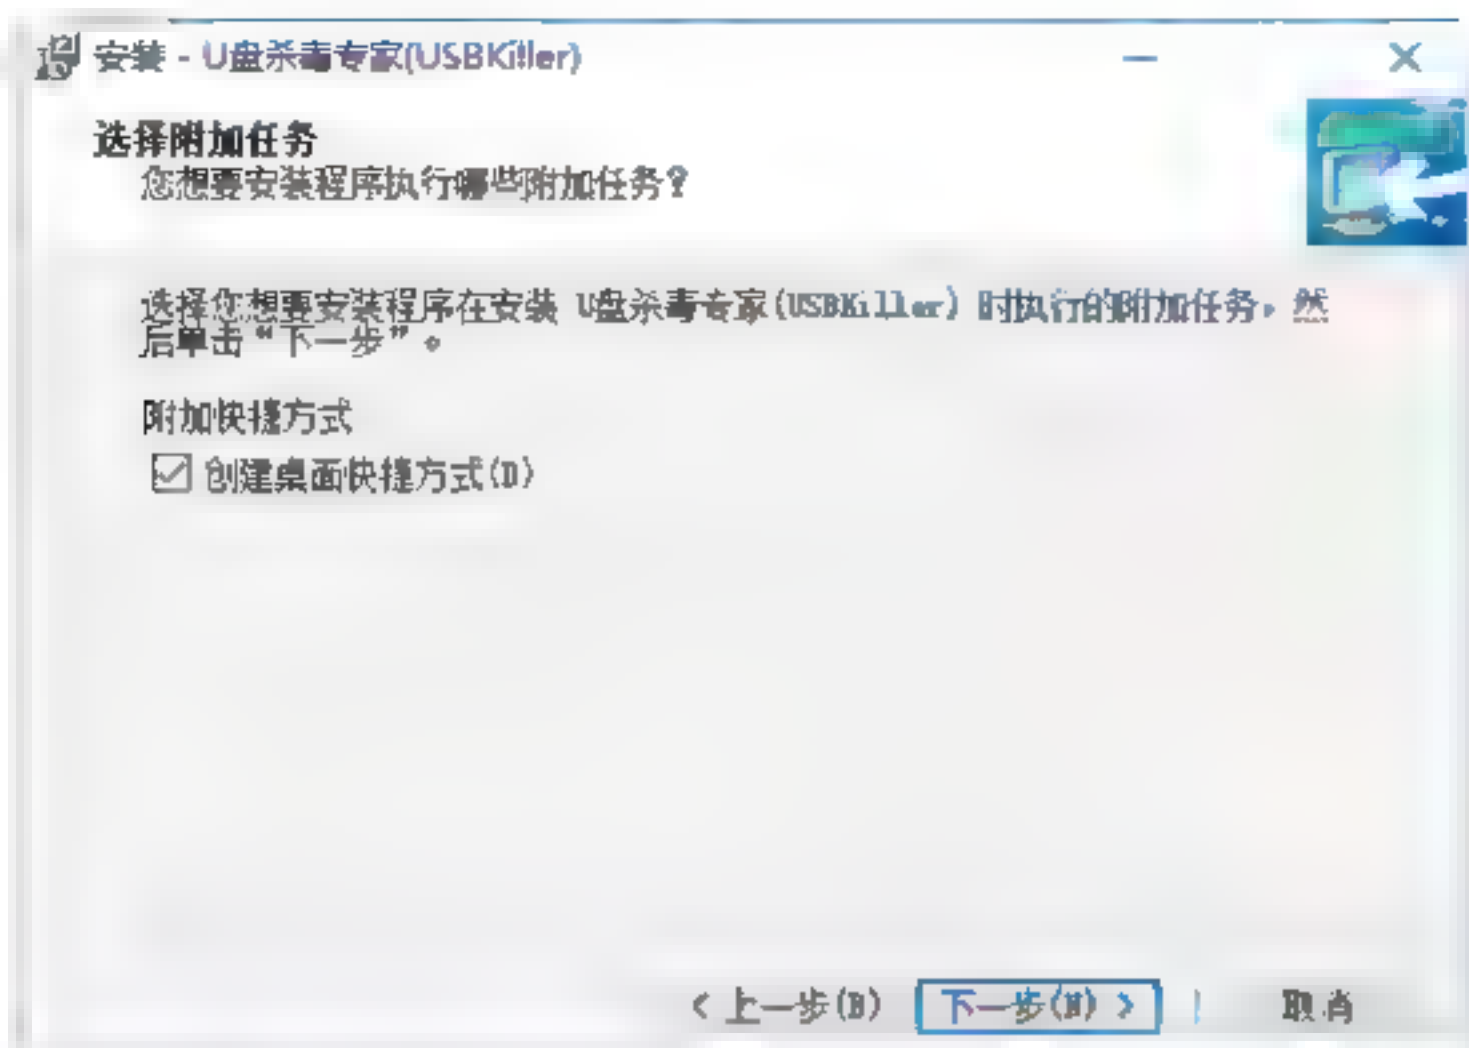 安装 - U盘杀毒专家(USBKiller)
选择附加任务
您想要安装程序执行哪些附加任务？
选择您想要安装程序在安装 U盘杀毒专家(USBKiller) 时执行的附加任务，然
后单击“下一步”。
附加快捷方式
创建桌面快捷方式(D)
< 上一步(B) 下一步(N) > 取消